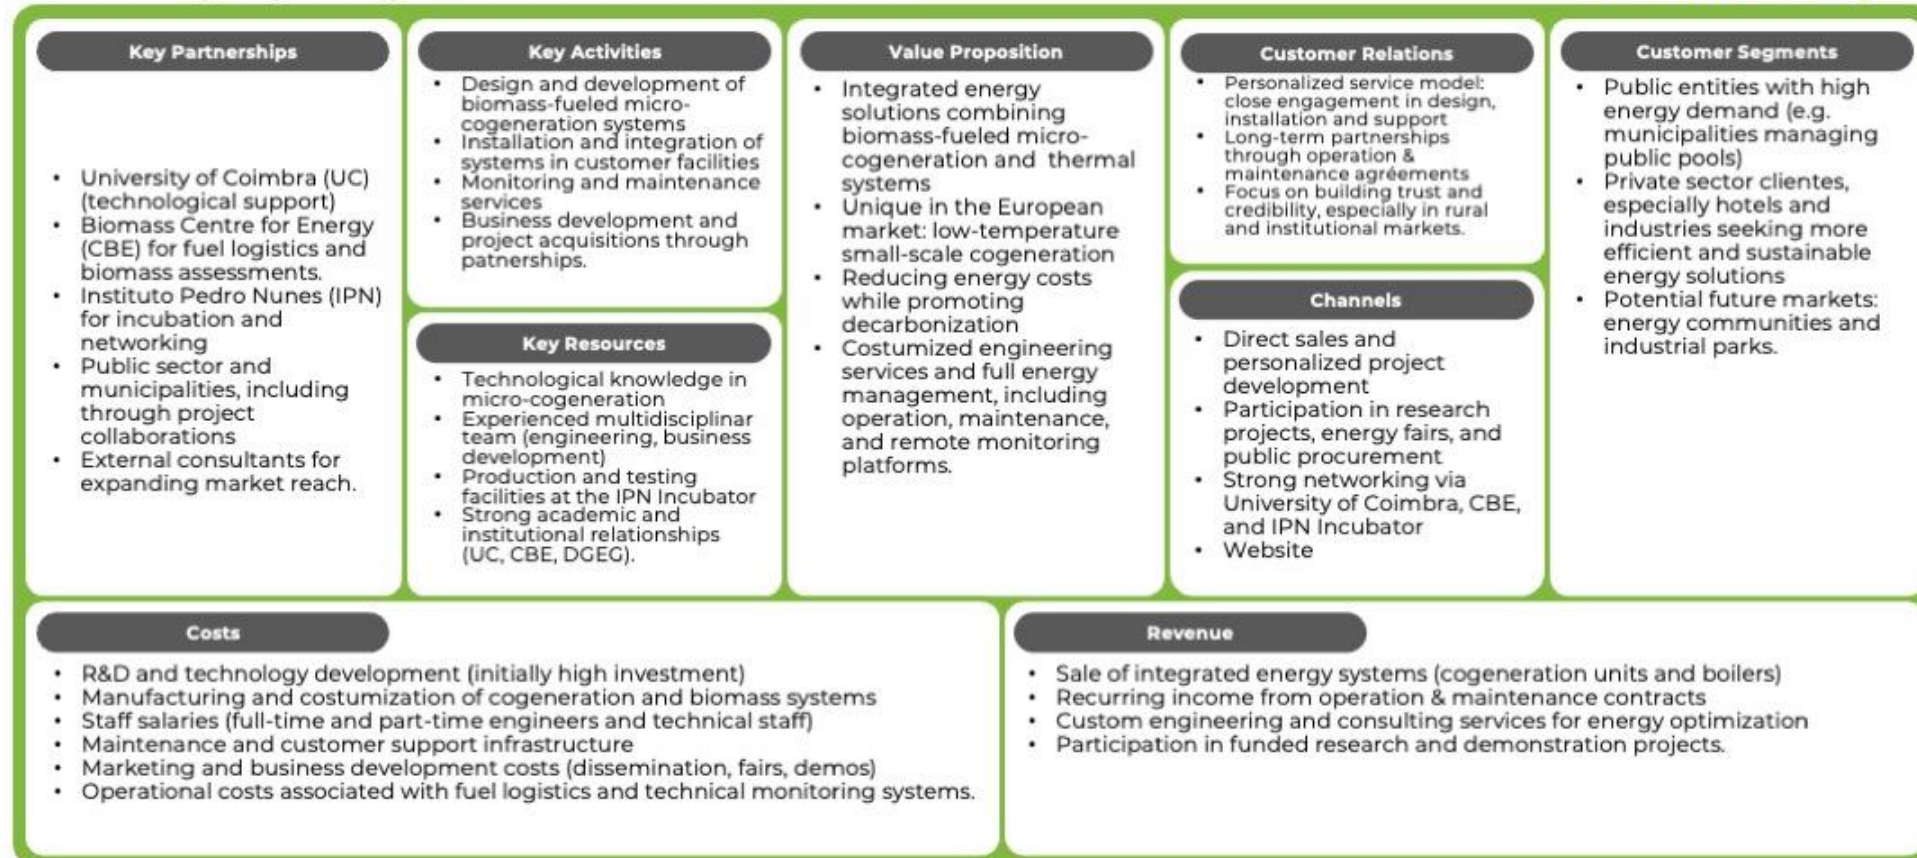 Key Partnerships
• University of Coimbra (UC)
(technological support)
• Biomass Centre for Energy
(CBE) for fuel logistics and
biomass assessments.
• Instituto Pedro Nunes (IPN)
for incubation and
networking
• Public sector and
municipalities, including
through project
collaborations
• External consultants for
expanding market reach.
Key Activities
• Design and development of
biomass-fueled micro-
cogeneration systems
• Installation and integration of
systems in customer facilities
• Monitoring and maintenance
services
• Business development and
project acquisitions through
patnerships.
Key Resources
• Technological knowledge in
micro-cogeneration
• Experienced multidisciplinar
team (engineering, business
development)
• Production and testing
facilities at the IPN Incubator
• Strong academic and
institutional relationships
(UC, CBE, DGEG).
Value Proposition
• Integrated energy
solutions combining
biomass-fueled micro-
cogeneration and thermal
systems
• Unique in the European
market: low-temperature
small-scale cogeneration
• Reducing energy costs
while promoting
decarbonization
• Costumized engineering
services and full energy
management, including
operation, maintenance,
and remote monitoring
platforms.
Customer Relations
• Personalized service model:
close engagement in design,
installation and support
• Long-term partnerships
through operation &
maintenance agréements
• Focus on building trust and
credibility, especially in rural
and institutional markets.
Channels
• Direct sales and
personalized project
development
• Participation in research
projects, energy fairs, and
public procurement
• Strong networking via
University of Coimbra, CBE,
and IPN Incubator
• Website
Customer Segments
• Public entities with high
energy demand (e.g.
municipalities managing
public pools)
• Private sector clientes,
especially hotels and
industries seeking more
efficient and sustainable
energy solutions
• Potential future markets:
energy communities and
industrial parks.
Costs
• R&D and technology development (initially high investment)
• Manufacturing and costumization of cogeneration and biomass systems
• Staff salaries (full-time and part-time engineers and technical staff)
• Maintenance and customer support infrastructure
• Marketing and business development costs (dissemination, fairs, demos)
• Operational costs associated with fuel logistics and technical monitoring systems.
Revenue
• Sale of integrated energy systems (cogeneration units and boilers)
• Recurring income from operation & maintenance contracts
• Custom engineering and consulting services for energy optimization
• Participation in funded research and demonstration projects.